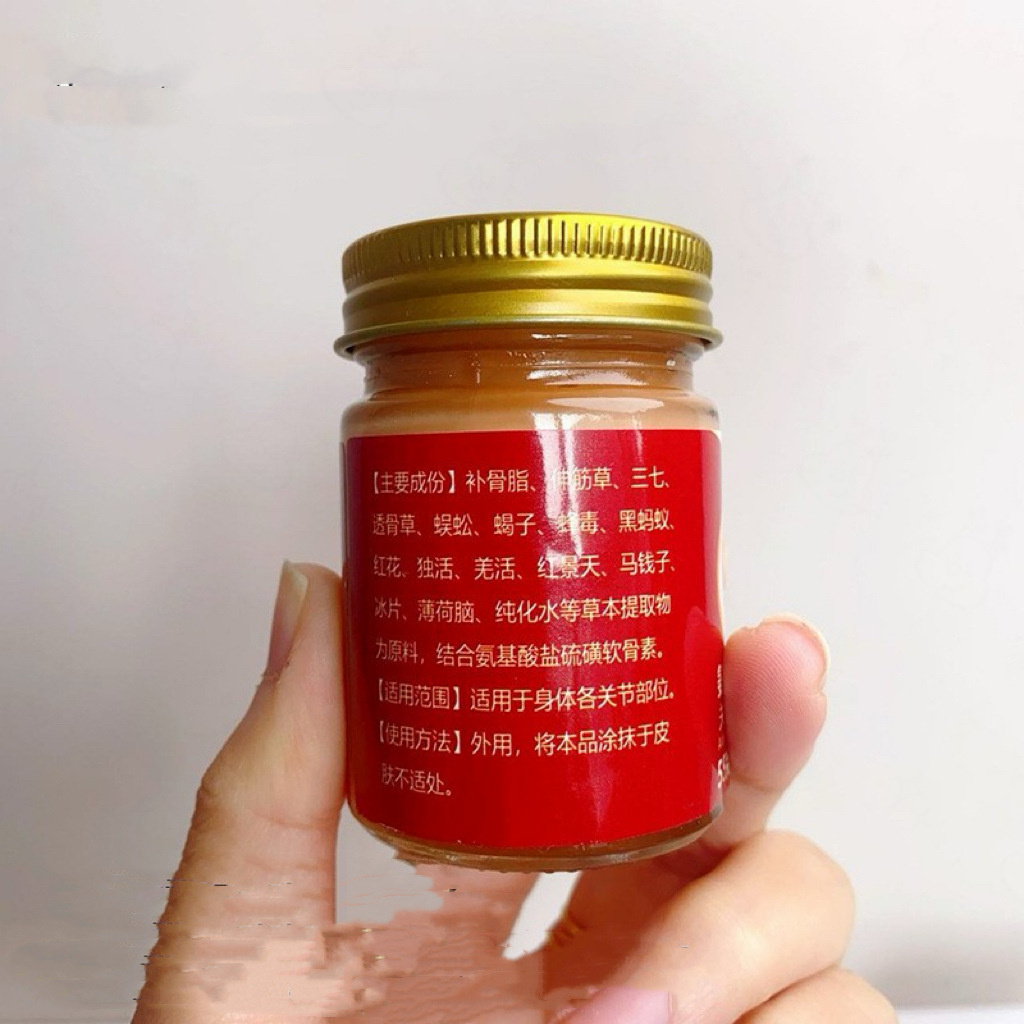 【主要成份】补骨脂、伸筋草、三七、
透骨草、蜈蚣、蝎子、蜂毒、黑蚂蚁、
红花、独活、羌活、红景天、马钱子、
冰片、薄荷脑、纯化水等草本提取物
为原料，结合氨基酸盐硫磺软骨素。
【适用范围】适用于身体各关节部位。
【使用方法】外用，将本品涂抹于皮
肤不适处。